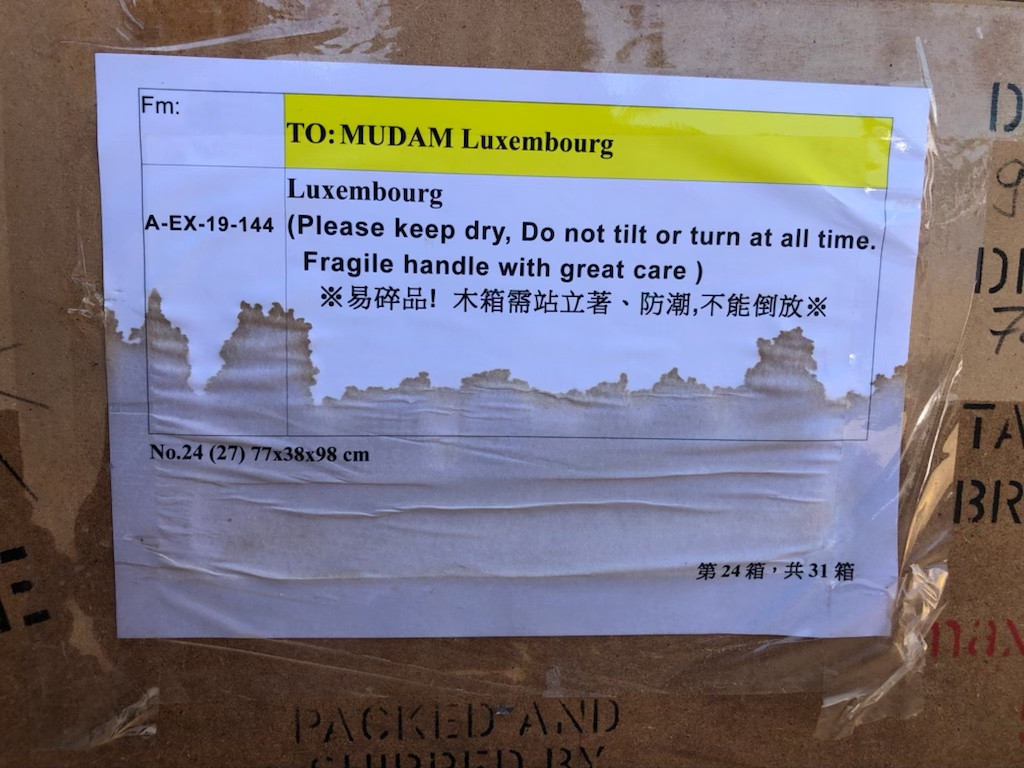 Fm:
TO: MUDAM Luxembourg
Luxembourg
A-EX-19-144
(Please keep dry, Do not tilt or turn at all time.
Fragile handle with great care )
※易碎品! 木箱需站立著、防潮,不能倒放※
No.24 (27) 77x38x98 cm
第 24 箱，共 31 箱
PACKED AND
SHIPPED BY